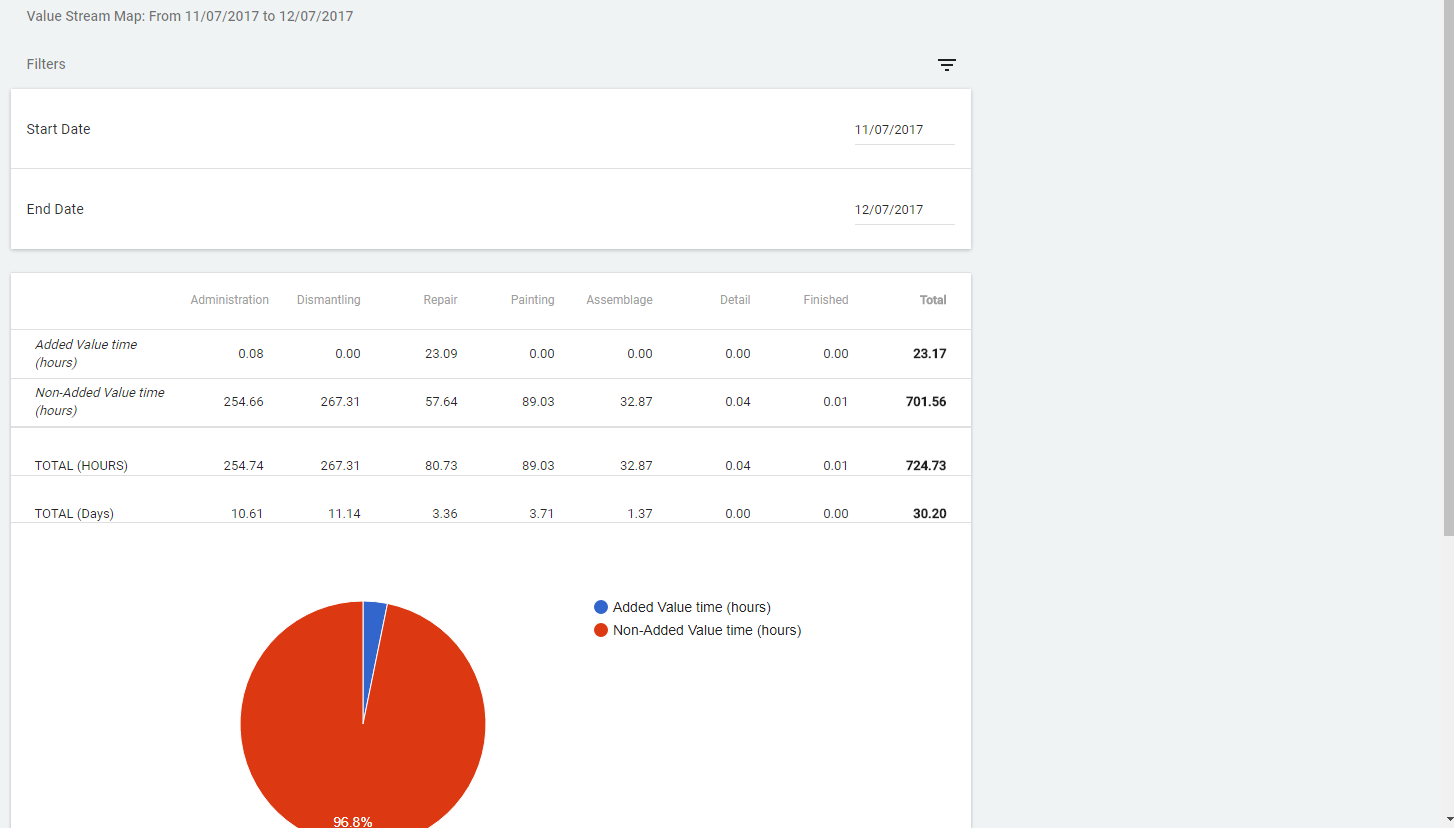 Value Stream Map: From 11/07/2017 to 12/07/2017
Filters
Start Date 11/07/2017
End Date 12/07/2017
Administration Dismantling Repair Painting Assemblage Detail Finished Total
Added Value time
(hours) 0.08 0.00 23.09 0.00 0.00 0.00 0.00 23.17
Non-Added Value time
(hours) 254.66 267.31 57.64 89.03 32.87 0.04 0.01 701.56
TOTAL (HOURS) 254.74 267.31 80.73 89.03 32.87 0.04 0.01 724.73
TOTAL (Days) 10.61 11.14 3.36 3.71 1.37 0.00 0.00 30.20
Added Value time (hours)
Non-Added Value time (hours)
96.8%